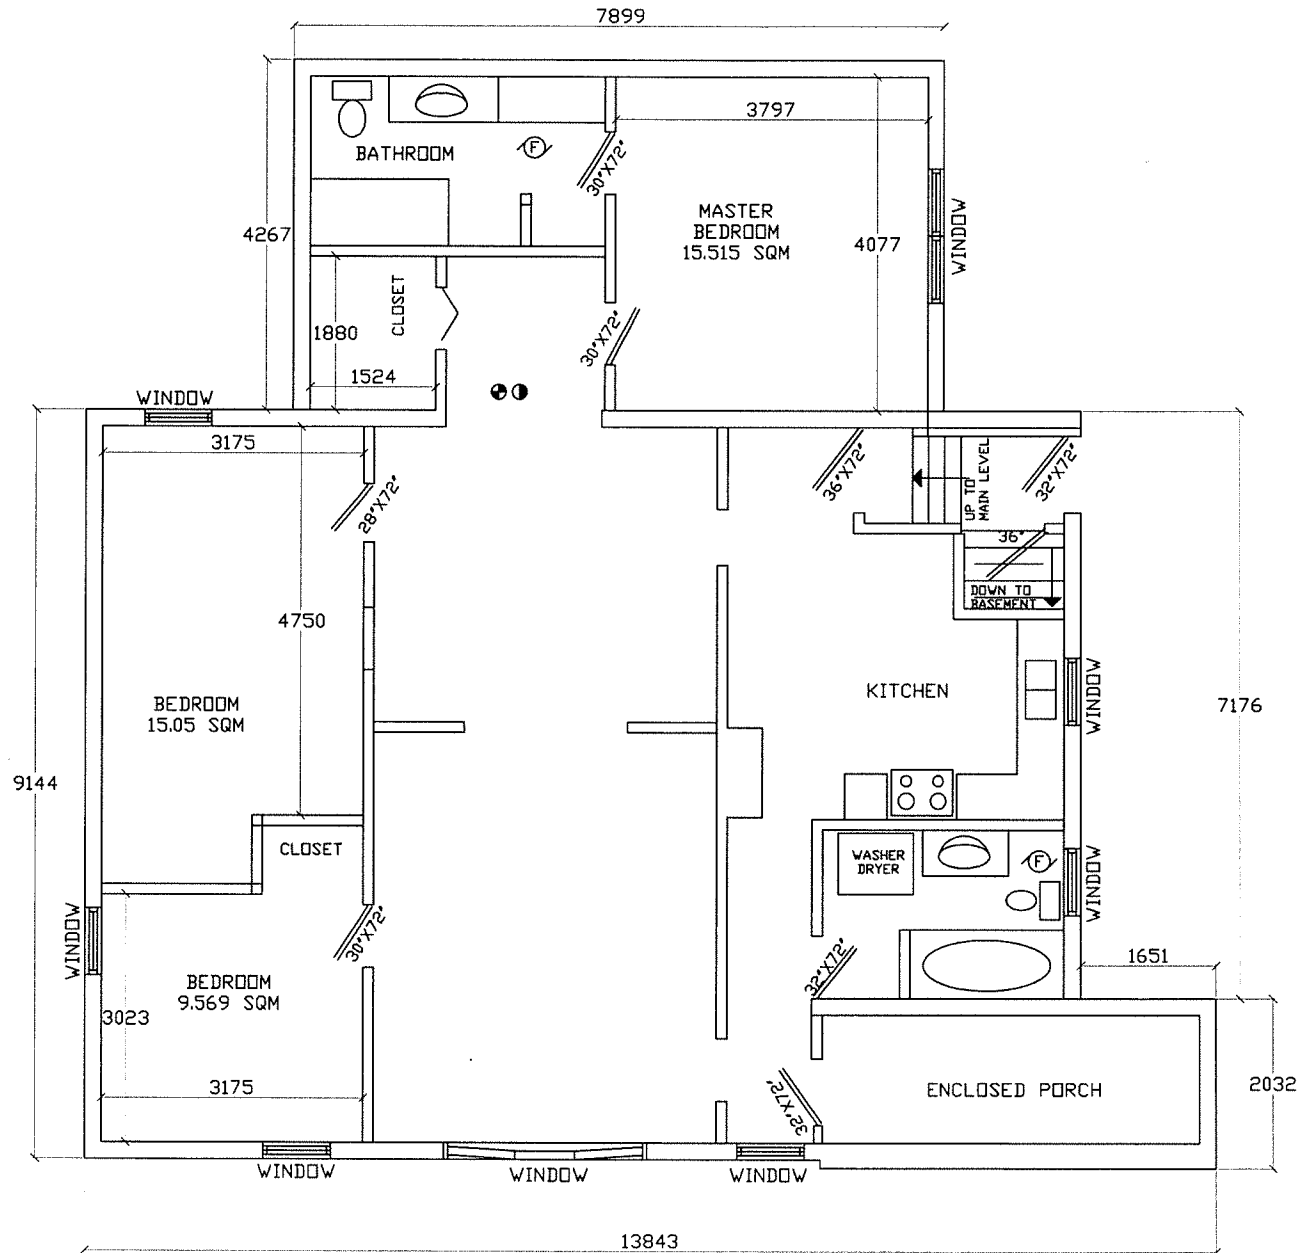 7899
3797
BATHROOM
F
30"X72"
MASTER
BEDROOM
15.515 SQM
4267
4077
WINDOW
CLOSET
1880
30"X72"
1524
WINDOW
3175
28"X72"
36"X72"
UP TO
MAIN LEVEL
32"X72"
36"
DOWN TO
BASEMENT
4750
BEDROOM
15.05 SQM
KITCHEN
WINDOW
7176
9144
CLOSET
WASHER
DRYER
F
WINDOW
WINDOW
30"X72"
32"X72"
1651
BEDROOM
9.569 SQM
3023
3175
32"X72"
ENCLOSED PORCH
2032
WINDOW
WINDOW
WINDOW
13843